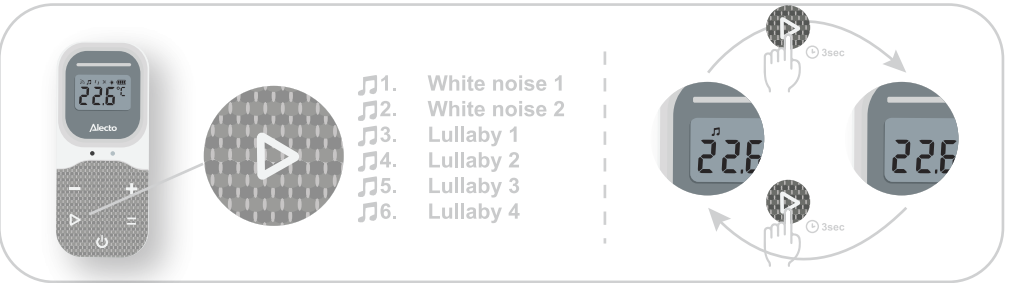 22.6°C
Alecto
1. White noise 1
2. White noise 2
3. Lullaby 1
4. Lullaby 2
5. Lullaby 3
6. Lullaby 4
3sec
22.6
22.6
3sec